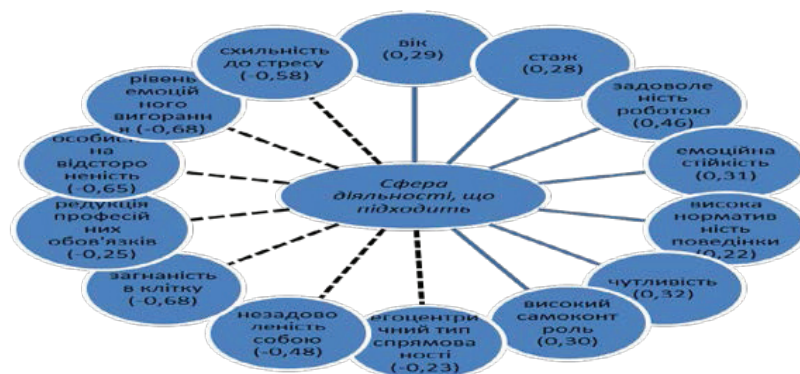 вік
(0,29)
стаж
(0,28)
задоволе
ність
роботою
(0,46)
емоційна
стійкість
(0,31)
висока
норматив
ність
поведінки
(0,22)
чутливість
(0,32)
високий
самоконт
роль
(0,30)
егоцентри
чний тип
спрямова
ності
(-0,23)
незадово
леність
собою
(-0,48)
загнаність
в клітку
(-0,68)
редукція
професій
них
обов'язків
(-0,25)
особистіс
на
відсторо
неність
(-0,65)
рівень
емоцій
ного
вигоранн
я (-0,68)
схильність
до стресу
(-0,58)
Сфера
діяльності, що
підходить